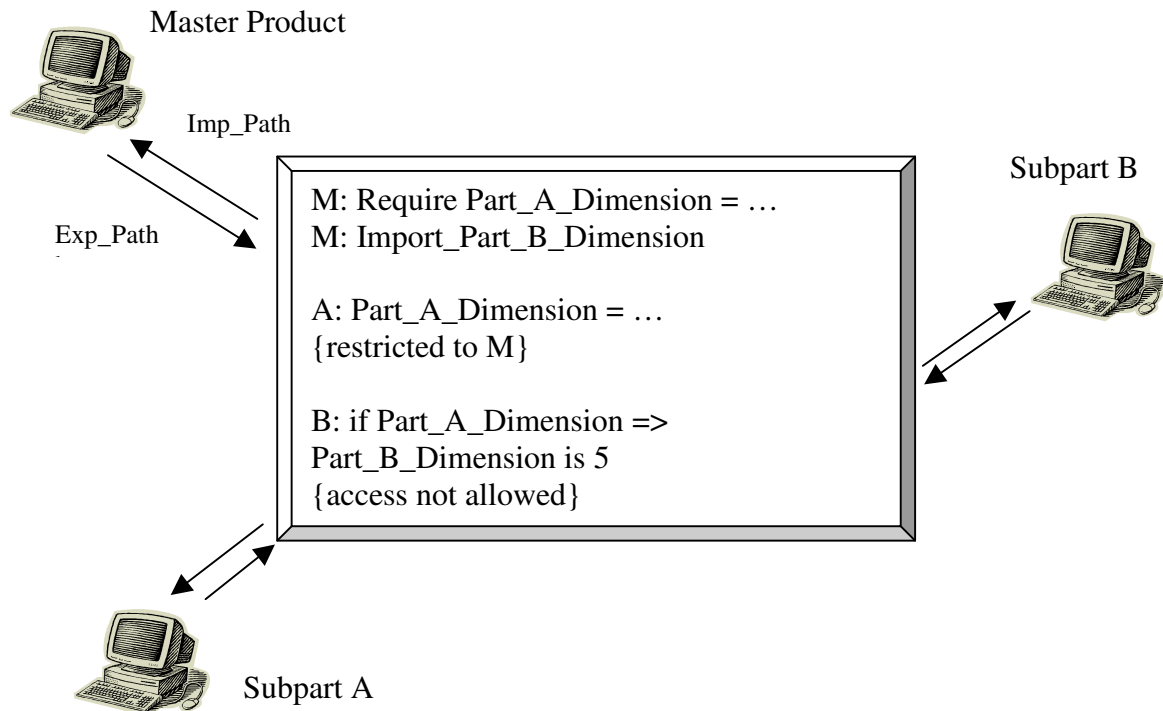 Master Product
Imp_Path
Exp_Path
Subpart B
M: Require Part_A_Dimension = …
M: Import_Part_B_Dimension
A: Part_A_Dimension = …
{restricted to M}
B: if Part_A_Dimension =>
Part_B_Dimension is 5
{access not allowed}
Subpart A